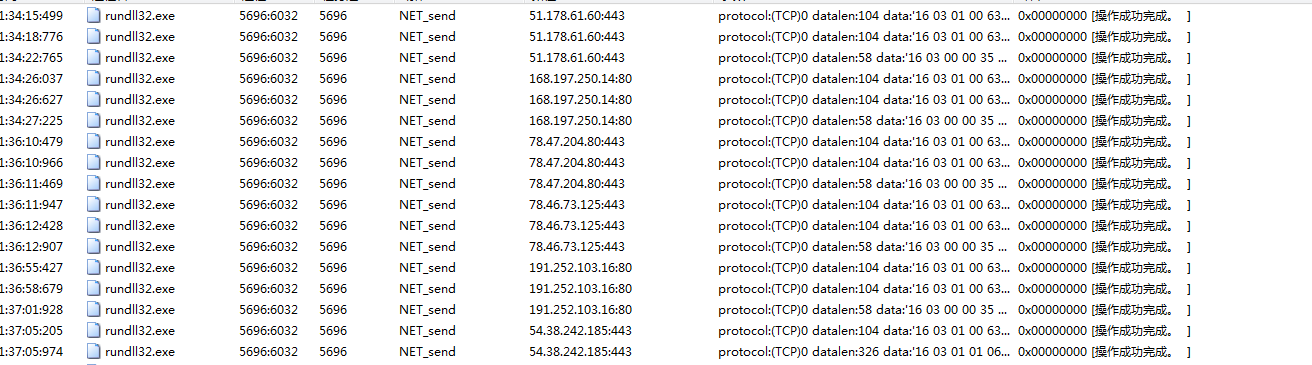 1:34:15:499 rundll32.exe 5696:6032 5696 NET_send 51.178.61.60:443 protocol:(TCP)0 datalen:104 data:'16 03 01 00 63... 0x00000000 [操作成功完成。 ]
1:34:18:776 rundll32.exe 5696:6032 5696 NET_send 51.178.61.60:443 protocol:(TCP)0 datalen:104 data:'16 03 01 00 63... 0x00000000 [操作成功完成。 ]
1:34:22:765 rundll32.exe 5696:6032 5696 NET_send 51.178.61.60:443 protocol:(TCP)0 datalen:58 data:'16 03 00 00 35 ... 0x00000000 [操作成功完成。 ]
1:34:26:037 rundll32.exe 5696:6032 5696 NET_send 168.197.250.14:80 protocol:(TCP)0 datalen:104 data:'16 03 01 00 63... 0x00000000 [操作成功完成。 ]
1:34:26:627 rundll32.exe 5696:6032 5696 NET_send 168.197.250.14:80 protocol:(TCP)0 datalen:104 data:'16 03 01 00 63... 0x00000000 [操作成功完成。 ]
1:34:27:225 rundll32.exe 5696:6032 5696 NET_send 168.197.250.14:80 protocol:(TCP)0 datalen:58 data:'16 03 00 00 35 ... 0x00000000 [操作成功完成。 ]
1:36:10:479 rundll32.exe 5696:6032 5696 NET_send 78.47.204.80:443 protocol:(TCP)0 datalen:104 data:'16 03 01 00 63... 0x00000000 [操作成功完成。 ]
1:36:10:966 rundll32.exe 5696:6032 5696 NET_send 78.47.204.80:443 protocol:(TCP)0 datalen:104 data:'16 03 01 00 63... 0x00000000 [操作成功完成。 ]
1:36:11:469 rundll32.exe 5696:6032 5696 NET_send 78.47.204.80:443 protocol:(TCP)0 datalen:58 data:'16 03 00 00 35 ... 0x00000000 [操作成功完成。 ]
1:36:11:947 rundll32.exe 5696:6032 5696 NET_send 78.46.73.125:443 protocol:(TCP)0 datalen:104 data:'16 03 01 00 63... 0x00000000 [操作成功完成。 ]
1:36:12:428 rundll32.exe 5696:6032 5696 NET_send 78.46.73.125:443 protocol:(TCP)0 datalen:104 data:'16 03 01 00 63... 0x00000000 [操作成功完成。 ]
1:36:12:907 rundll32.exe 5696:6032 5696 NET_send 78.46.73.125:443 protocol:(TCP)0 datalen:58 data:'16 03 00 00 35 ... 0x00000000 [操作成功完成。 ]
1:36:55:427 rundll32.exe 5696:6032 5696 NET_send 191.252.103.16:80 protocol:(TCP)0 datalen:104 data:'16 03 01 00 63... 0x00000000 [操作成功完成。 ]
1:36:58:679 rundll32.exe 5696:6032 5696 NET_send 191.252.103.16:80 protocol:(TCP)0 datalen:104 data:'16 03 01 00 63... 0x00000000 [操作成功完成。 ]
1:37:01:928 rundll32.exe 5696:6032 5696 NET_send 191.252.103.16:80 protocol:(TCP)0 datalen:58 data:'16 03 00 00 35 ... 0x00000000 [操作成功完成。 ]
1:37:05:205 rundll32.exe 5696:6032 5696 NET_send 54.38.242.185:443 protocol:(TCP)0 datalen:104 data:'16 03 01 00 63... 0x00000000 [操作成功完成。 ]
1:37:05:974 rundll32.exe 5696:6032 5696 NET_send 54.38.242.185:443 protocol:(TCP)0 datalen:326 data:'16 03 01 01 06... 0x00000000 [操作成功完成。 ]